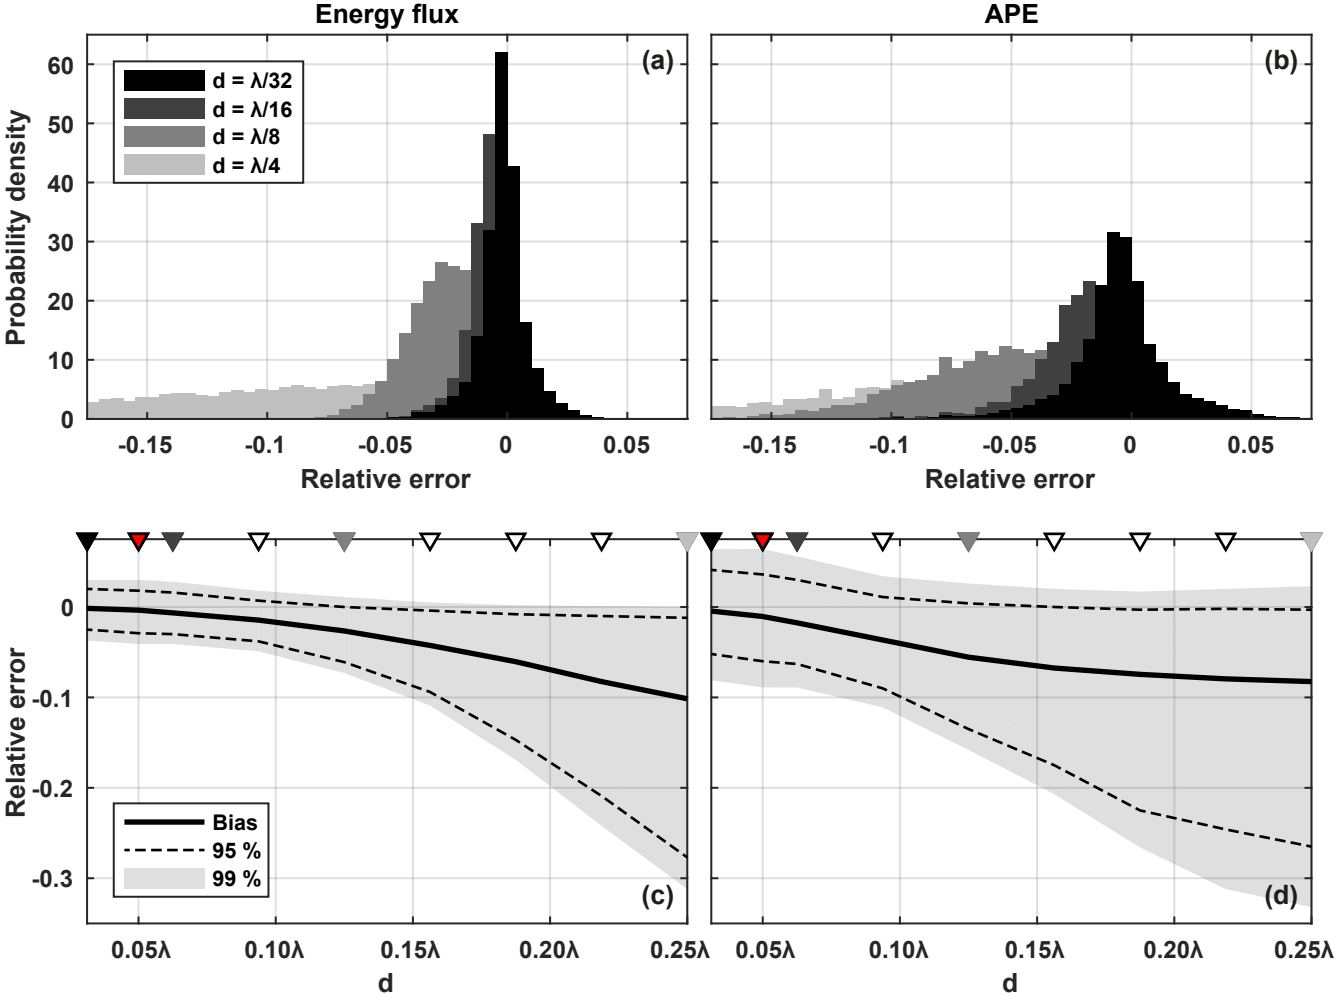 Energy flux
APE
(a)
(b)
d = λ/32
d = λ/16
d = λ/8
d = λ/4
Probability density
60
50
40
30
20
10
0
-0.15
-0.1
-0.05
0
0.05
-0.15
-0.1
-0.05
0
0.05
Relative error
Relative error
Relative error
0
-0.1
-0.2
-0.3
Bias
95 %
99 %
(c)
(d)
0.05λ
0.10λ
0.15λ
0.20λ
0.25λ
0.05λ
0.10λ
0.15λ
0.20λ
0.25λ
d
d